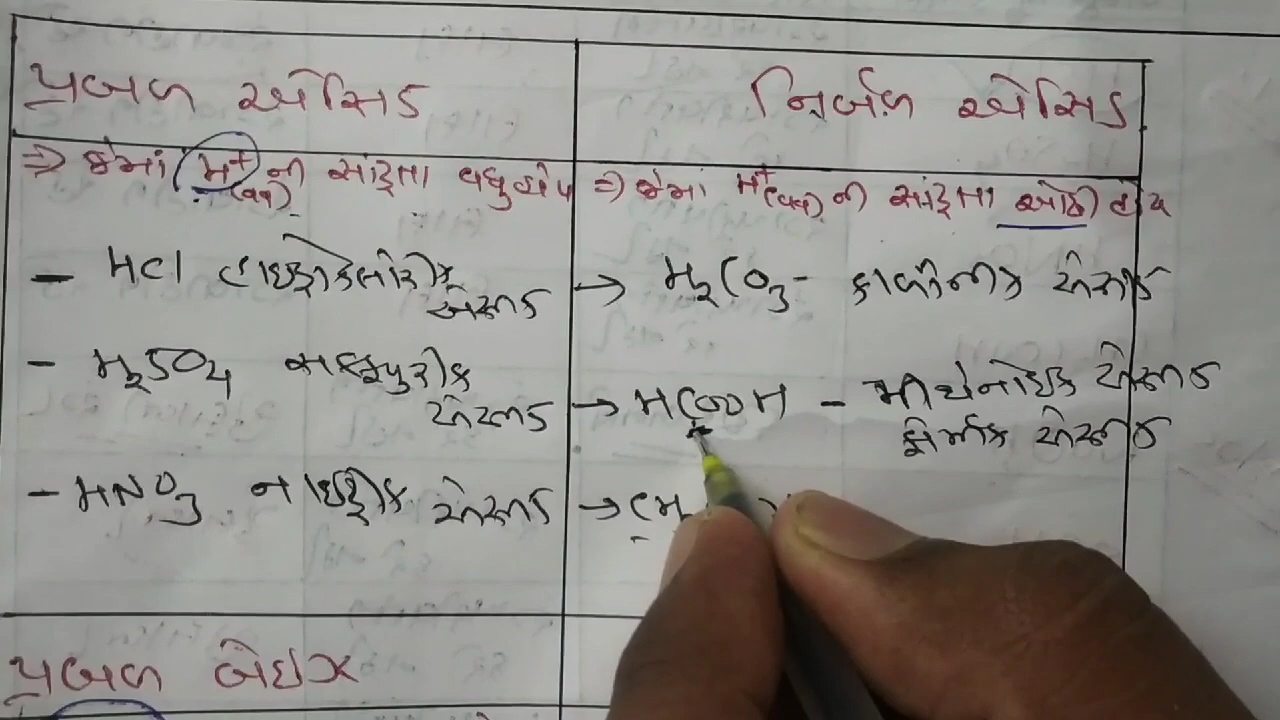 પ્રબળ એસિડ
નિર્બળ એસિડ
⇒ જેમાં H⁺(aq) ની સાંદ્રતા વધુ હોય
⇒ જેમાં H⁺(aq) ની સાંદ્રતા ઓછી હોય
– HCl હાઇડ્રોક્લોરીક
એસીડ
→ H₂CO₃ – કાર્બોનીક એસીડ
– H₂SO₄ સલ્ફ્યુરીક
એસીડ
→ HCOOH – મીથેનોઇક એસીડ
ફોર્મીક એસીડ
– HNO₃ નાઇટ્રીક એસીડ
→ CH
પ્રબળ બેઇઝ